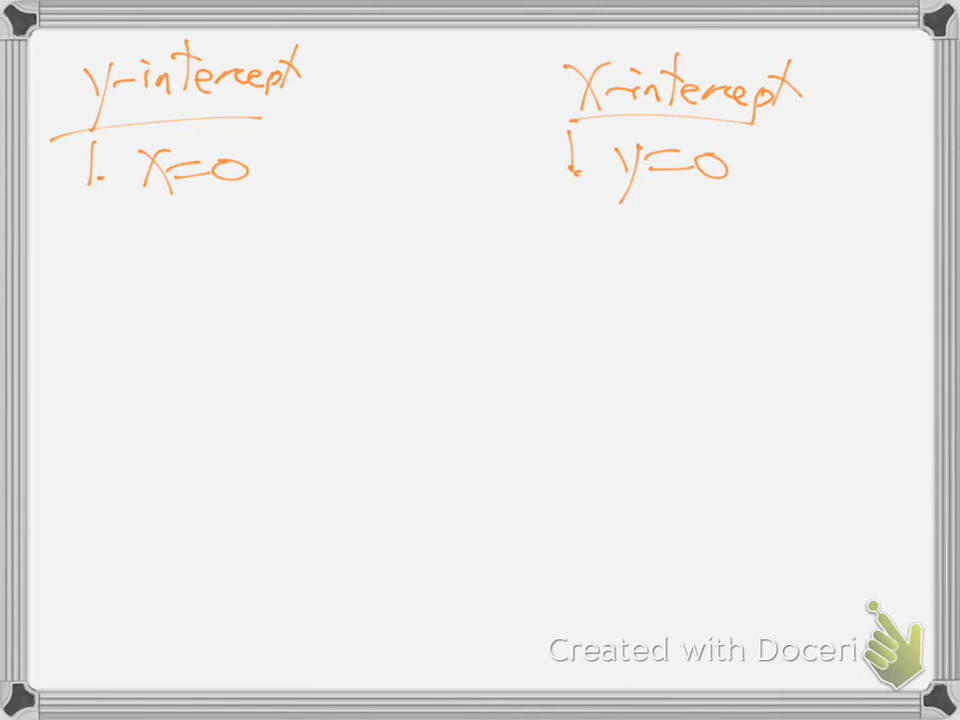 y-intercept
1. x=0
x-intercept
1. y=0
Created with Doceri